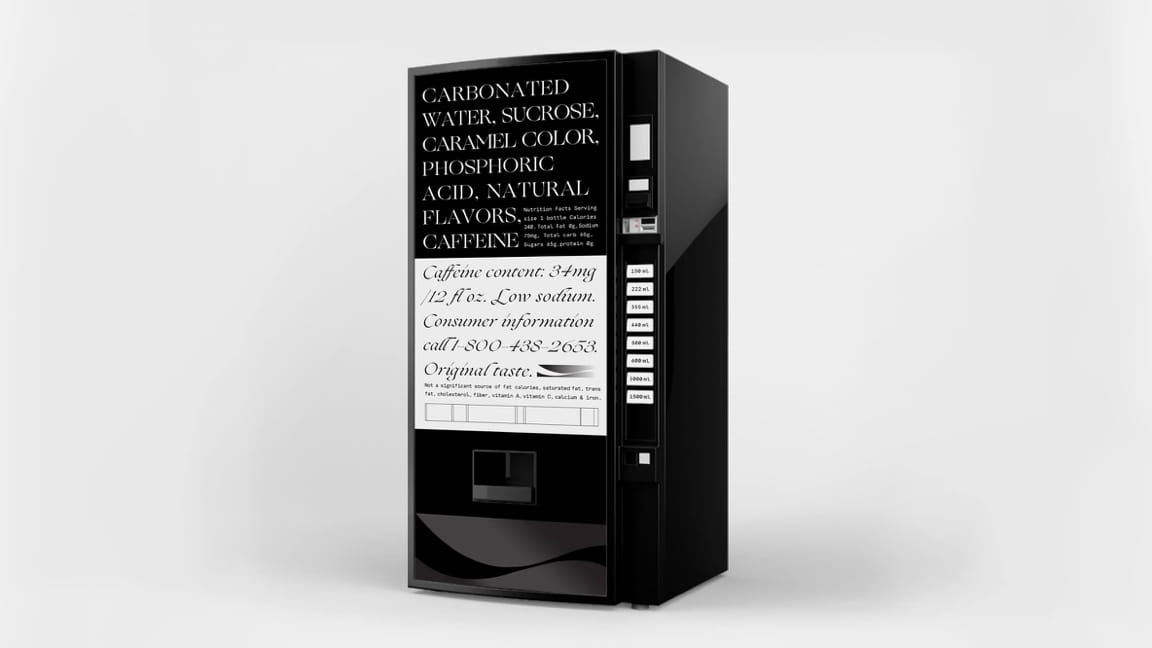 CARBONATED
WATER, SUCROSE,
CARAMEL COLOR,
PHOSPHORIC
ACID, NATURAL
FLAVORS,
CAFFEINE
Nutrition Facts Serving
size 1 bottle Calories
240, Total fat 0g, Sodium
70mg, Total carb 65g,
Sugars 65g, protein 0g
Caffeine content: 34mg
/12 fl oz. Low sodium.
Consumer information
call 1-800-438-2653.
Original taste.
Not a significant source of fat calories, saturated fat, trans
fat, cholesterol, fiber, vitamin A, vitamin C, calcium & iron.
222 ml
355 ml
440 ml
500 ml
600 ml
1000 ml
1500 ml